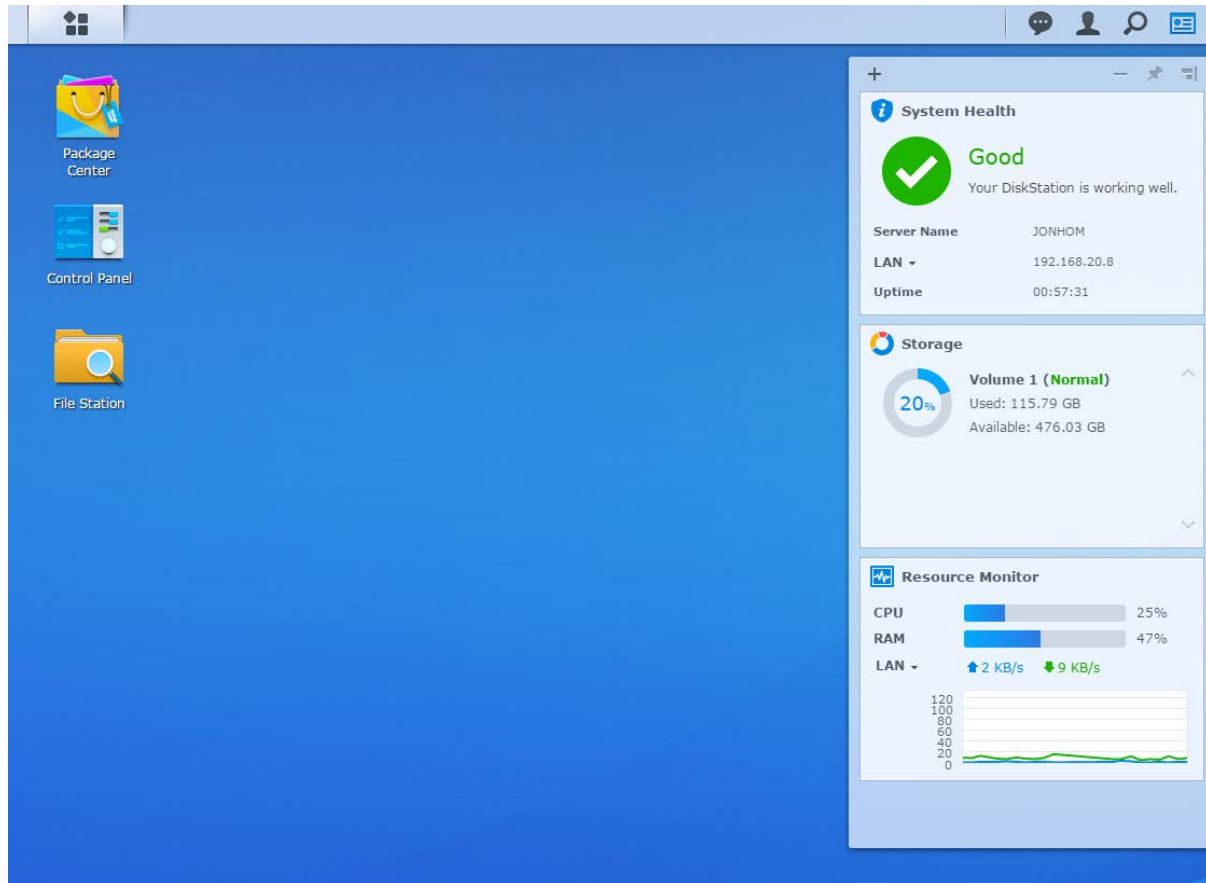 Package
Center
Control Panel
File Station
System Health
Good
Your DiskStation is working well.
Server Name JONHOM
LAN 192.168.20.8
Uptime 00:57:31
Storage
20%
Volume 1 (Normal)
Used: 115.79 GB
Available: 476.03 GB
Resource Monitor
CPU 25%
RAM 47%
LAN 2 KB/s 9 KB/s
120
100
80
60
40
20
0